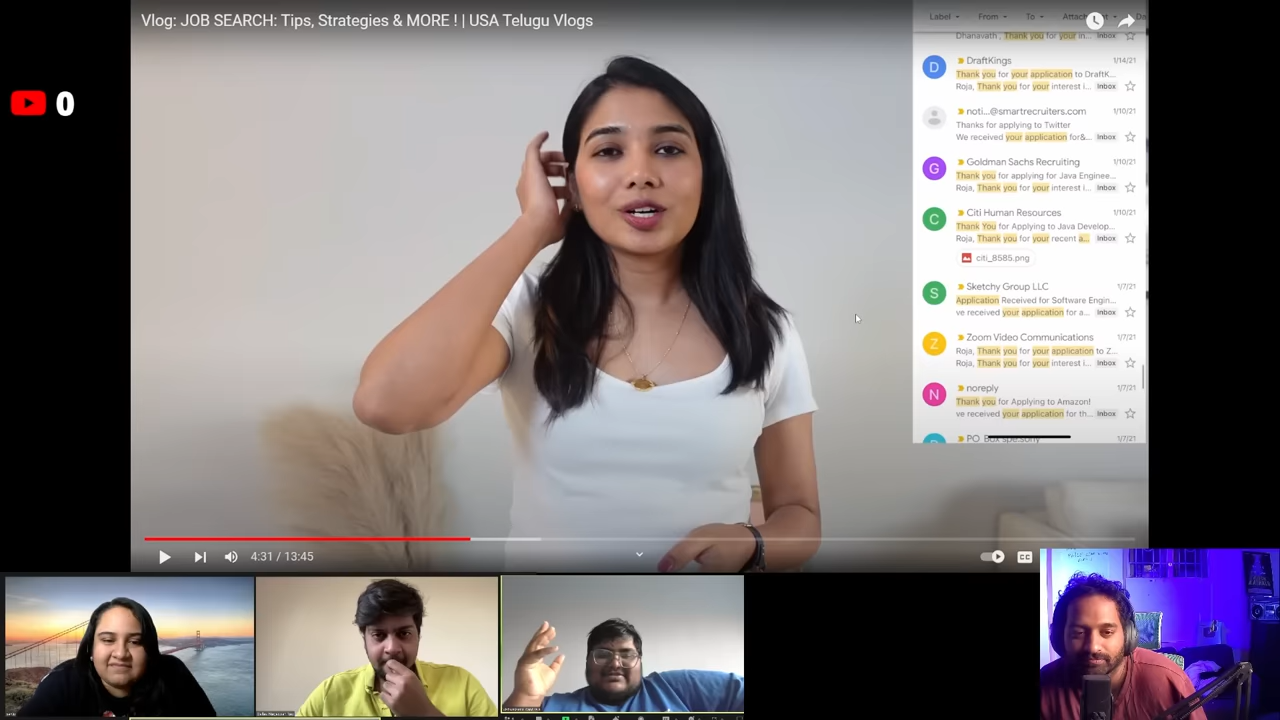 Vlog: JOB SEARCH: Tips, Strategies & MORE ! | USA Telugu Vlogs
0
Label From To
Dhanavath , Thank you for your in... Inbox
D DraftKings 1/14/21
Thank you for your application to DraftK...
Roja, Thank you for your interest i... Inbox
noti...@smartrecruiters.com 1/10/21
Thanks for applying to Twitter
We received your application for&... Inbox
G Goldman Sachs Recruiting 1/10/21
Thank you for applying for Java Enginee...
Roja, Thank you for your interest i... Inbox
C Citi Human Resources 1/10/21
Thank You for Applying to Java Develop...
Roja, Thank you for your recent a... Inbox
citi_8585.png
S Sketchy Group LLC 1/7/21
Application Received for Software Engin...
ve received your application for a... Inbox
Z Zoom Video Communications 1/7/21
Roja, Thank you for your application to Z...
Roja, Thank you for your interest i... Inbox
N noreply 1/7/21
Thank you for Applying to Amazon!
ve received your application for th... Inbox
PO Box 1/7/21
4:31 / 13:45
CC